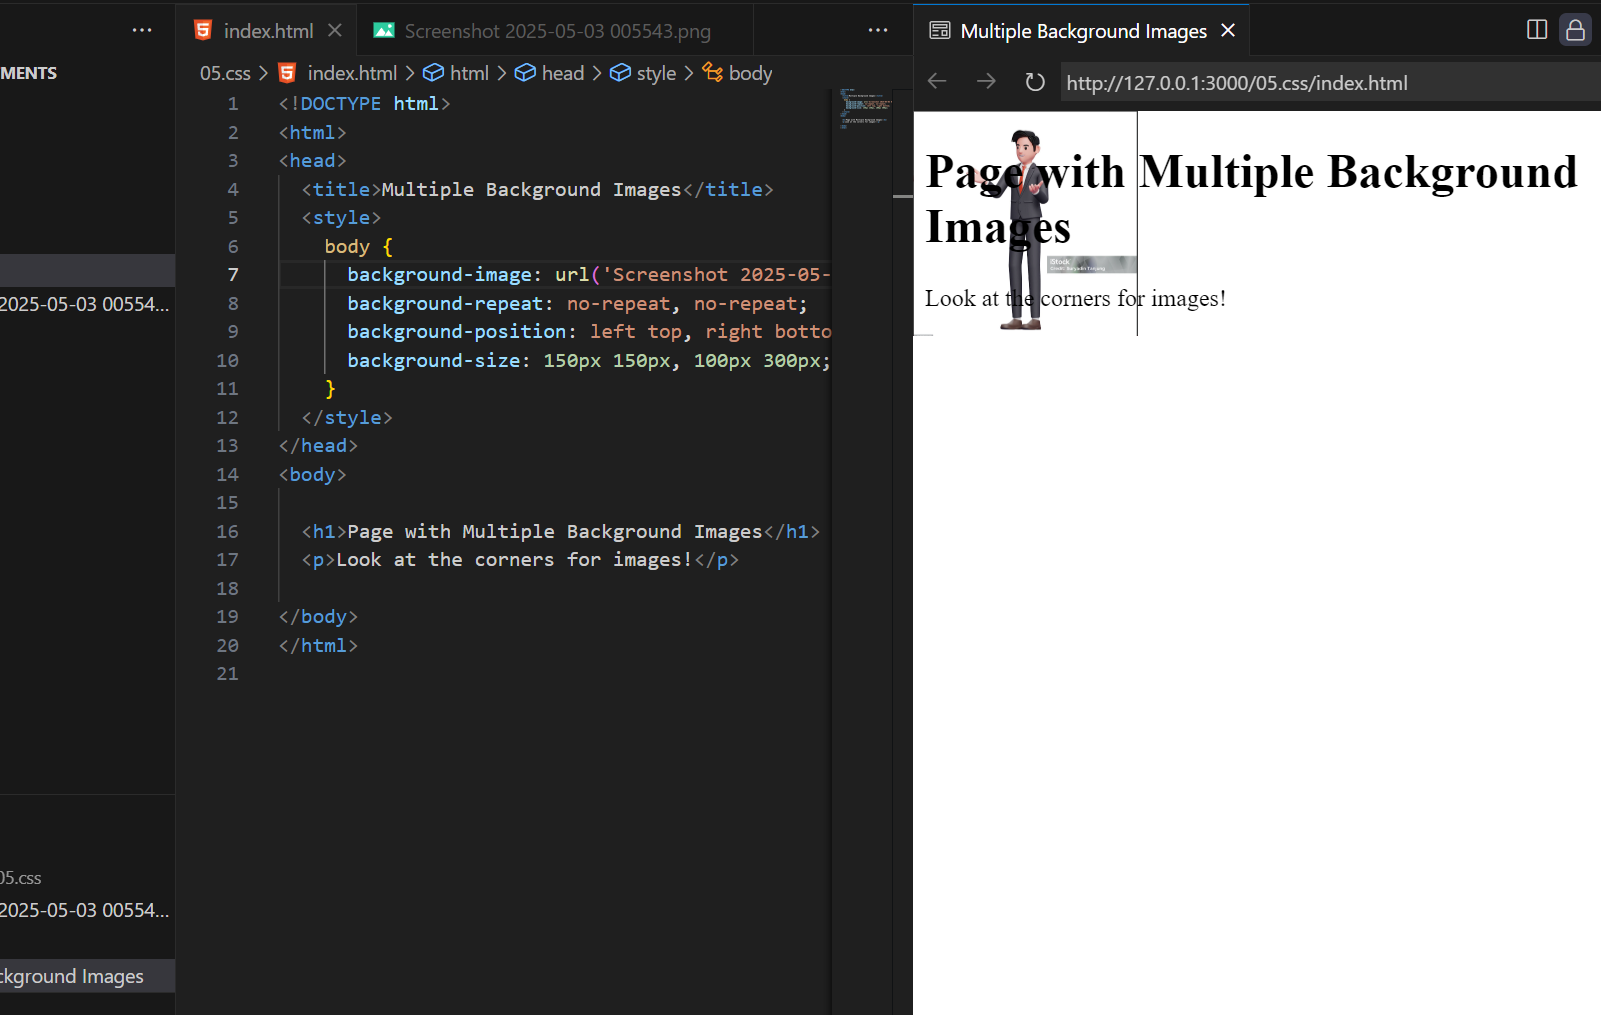 MENTS
2025-05-03 00554...
05.css
2025-05-03 00554...
ckground Images
index.html
Screenshot 2025-05-03 005543.png
05.css > index.html > html > head > style > body
1 <!DOCTYPE html>
2 <html>
3 <head>
4 <title>Multiple Background Images</title>
5 <style>
6 body {
7 background-image: url('Screenshot 2025-05-
8 background-repeat: no-repeat, no-repeat;
9 background-position: left top, right botto
10 background-size: 150px 150px, 100px 300px;
11 }
12 </style>
13 </head>
14 <body>
15
16 <h1>Page with Multiple Background Images</h1>
17 <p>Look at the corners for images!</p>
18
19 </body>
20 </html>
21
Multiple Background Images
http://127.0.0.1:3000/05.css/index.html
Page with Multiple Background
Images
iStock
Look at the corners for images!